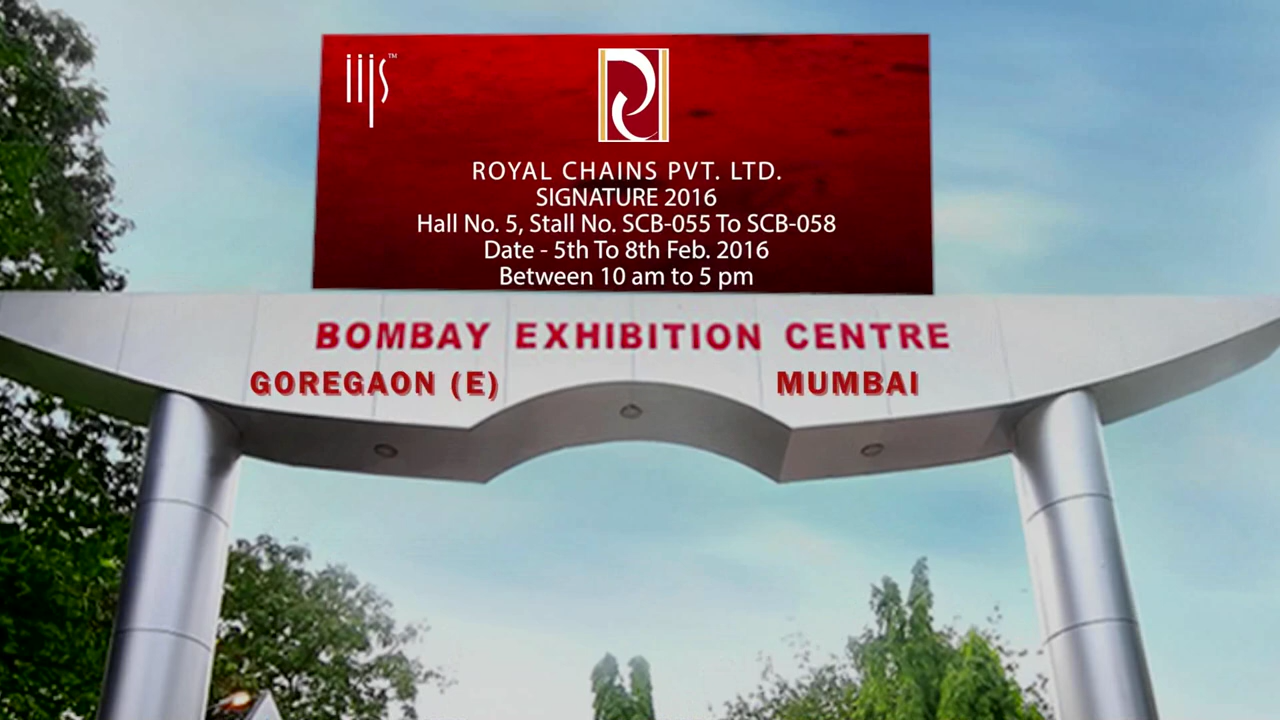 iijs™
ROYAL CHAINS PVT. LTD.
SIGNATURE 2016
Hall No. 5, Stall No. SCB-055 To SCB-058
Date - 5th To 8th Feb. 2016
Between 10 am to 5 pm
BOMBAY EXHIBITION CENTRE
GOREGAON (E) MUMBAI